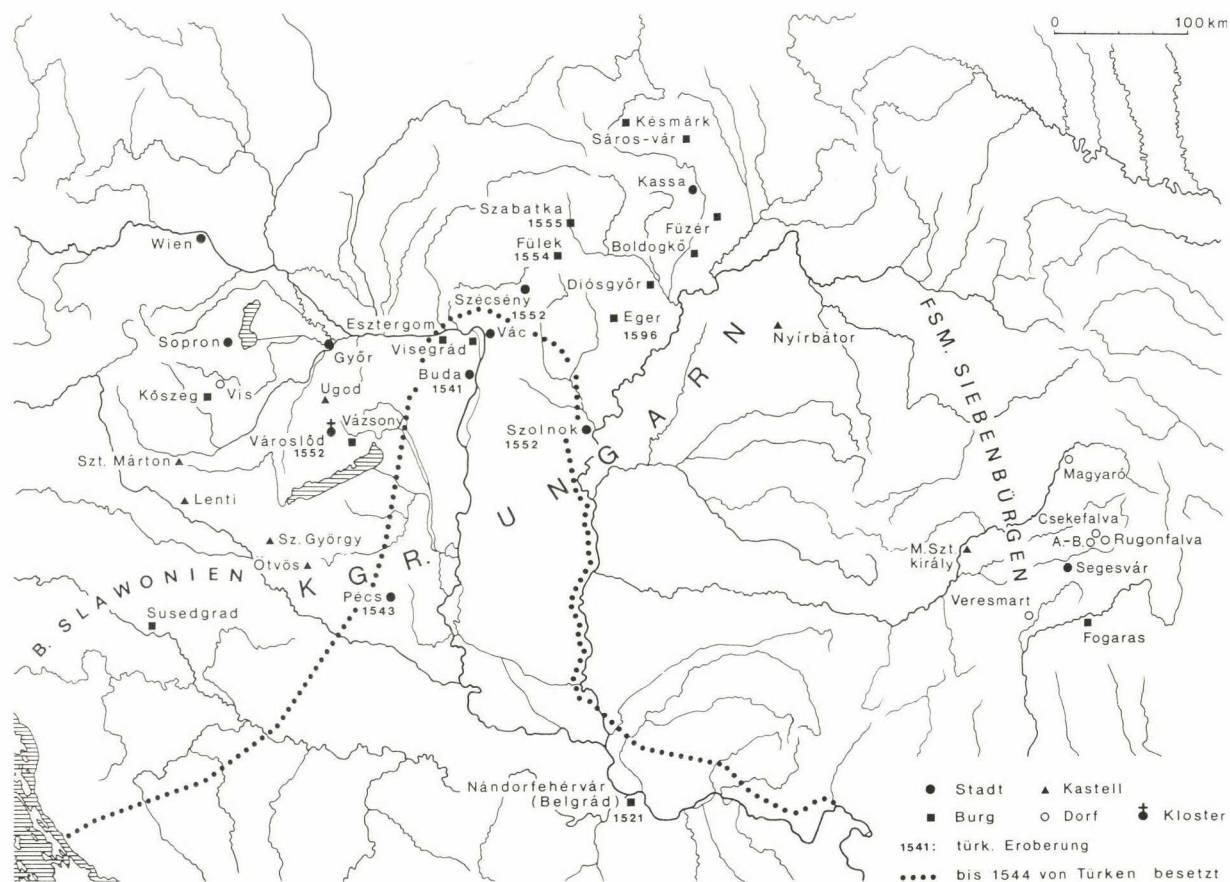 0 100 km
Késmárk
Sáros-vár
Kassa
Szabatka
1555
Füzér
Wien
Fülek
1554
Boldogkő
Diósgyőr
Szécsény
1552
Eger
1596
Nyírbátor
Esztergom
Vác
Sopron
Győr
Visegrád
Buda
1541
Kőszeg
Vis
Ugod
Vázsony
Városlőd
1552
Szolnok
1552
Szt. Márton
Lenti
Magyaró
Sz. György
Ötvös
Csekefalva
A.-B.
Rugonfalva
M. Szt.
király
Segesvár
Pécs
1543
Veresmart
Susedgrad
Fogaras
B. SLAWONIEN
KGR. UNGARN
FSM. SIEBENBÜRGEN
Nándorfehérvár
(Belgrád)
1521
Stadt Kastell
Burg Dorf Kloster
1541: türk. Eroberung
bis 1544 von Türken besetzt